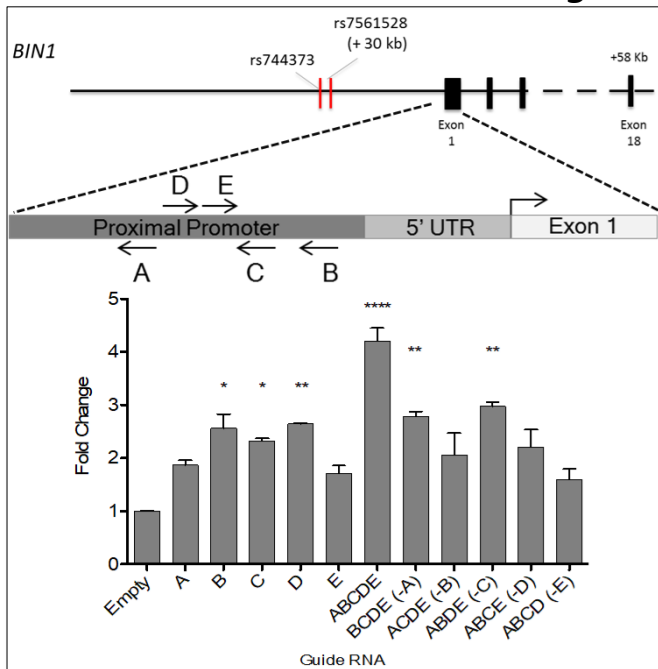 rs7561528
(+ 30 kb)
BIN1
rs744373
+58 Kb
Exon
1
Exon
18
D E
Proximal Promoter 5' UTR Exon 1
A C B
5
4
3
2
1
0
Fold Change
* * ** **** ** **
Empty A B C D E ABCDE BCDE (-A) ACDE (-B) ABDE (-C) ABCE (-D) ABCD (-E)
Guide RNA